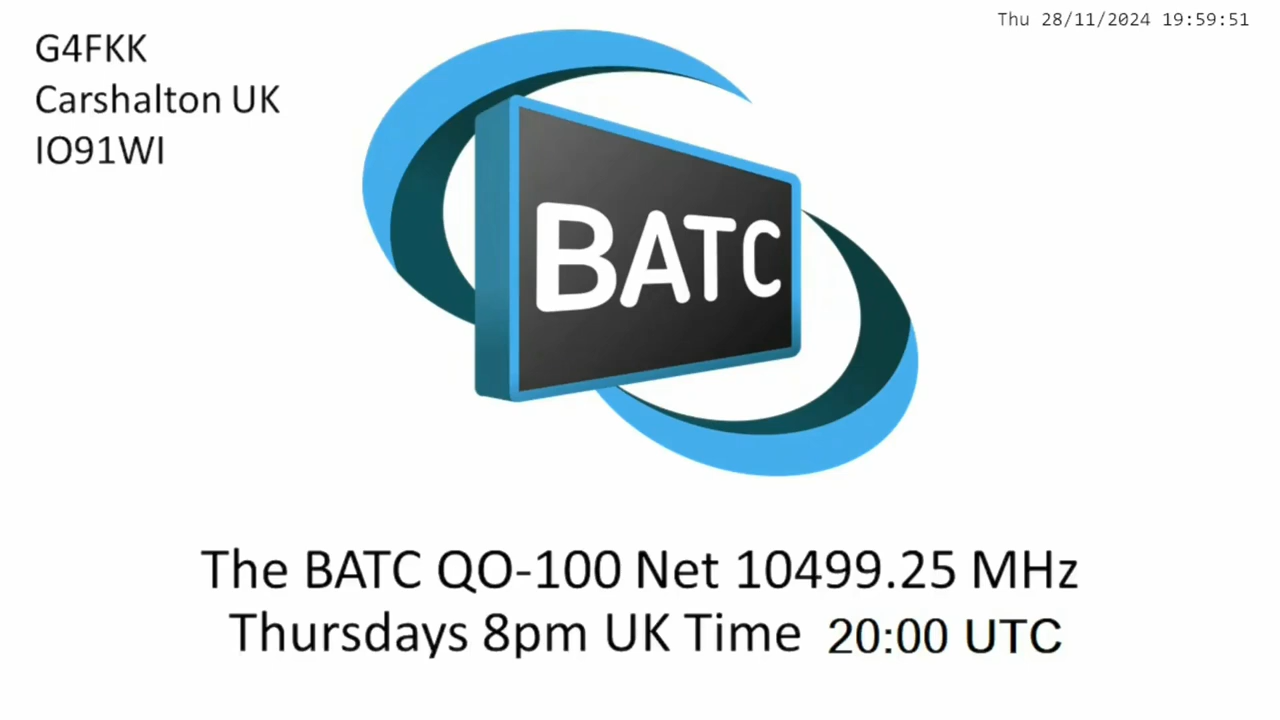 Thu 28/11/2024 19:59:51
G4FKK
Carshalton UK
IO91WI
BATC
The BATC QO-100 Net 10499.25 MHz
Thursdays 8pm UK Time 20:00 UTC